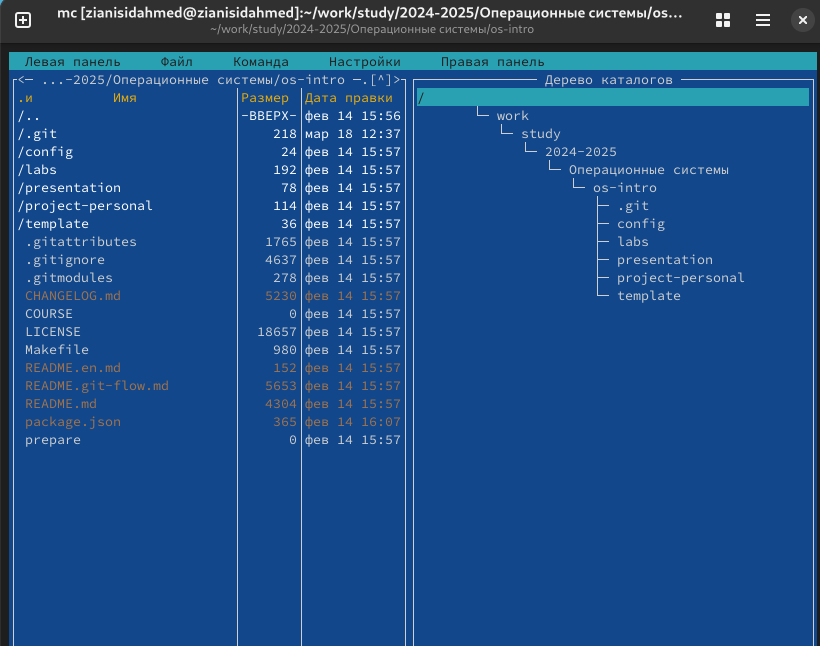 mc [zianisidahmed@zianisidahmed]:~/work/study/2024-2025/Операционные системы/os…
~/work/study/2024-2025/Операционные системы/os-intro
Левая панель Файл Команда Настройки Правая панель
<— ...-2025/Операционные системы/os-intro —.[^]>
.и Имя Размер Дата правки
/.. -ВВЕРХ- фев 14 15:56
/.git 218 мар 18 12:37
/config 24 фев 14 15:57
/labs 192 фев 14 15:57
/presentation 78 фев 14 15:57
/project-personal 114 фев 14 15:57
/template 36 фев 14 15:57
.gitattributes 1765 фев 14 15:57
.gitignore 4637 фев 14 15:57
.gitmodules 278 фев 14 15:57
CHANGELOG.md 5230 фев 14 15:57
COURSE 0 фев 14 15:57
LICENSE 18657 фев 14 15:57
Makefile 980 фев 14 15:57
README.en.md 152 фев 14 15:57
README.git-flow.md 5653 фев 14 15:57
README.md 4304 фев 14 15:57
package.json 365 фев 14 16:07
prepare 0 фев 14 15:57
Дерево каталогов
/
work
study
2024-2025
Операционные системы
os-intro
.git
config
labs
presentation
project-personal
template